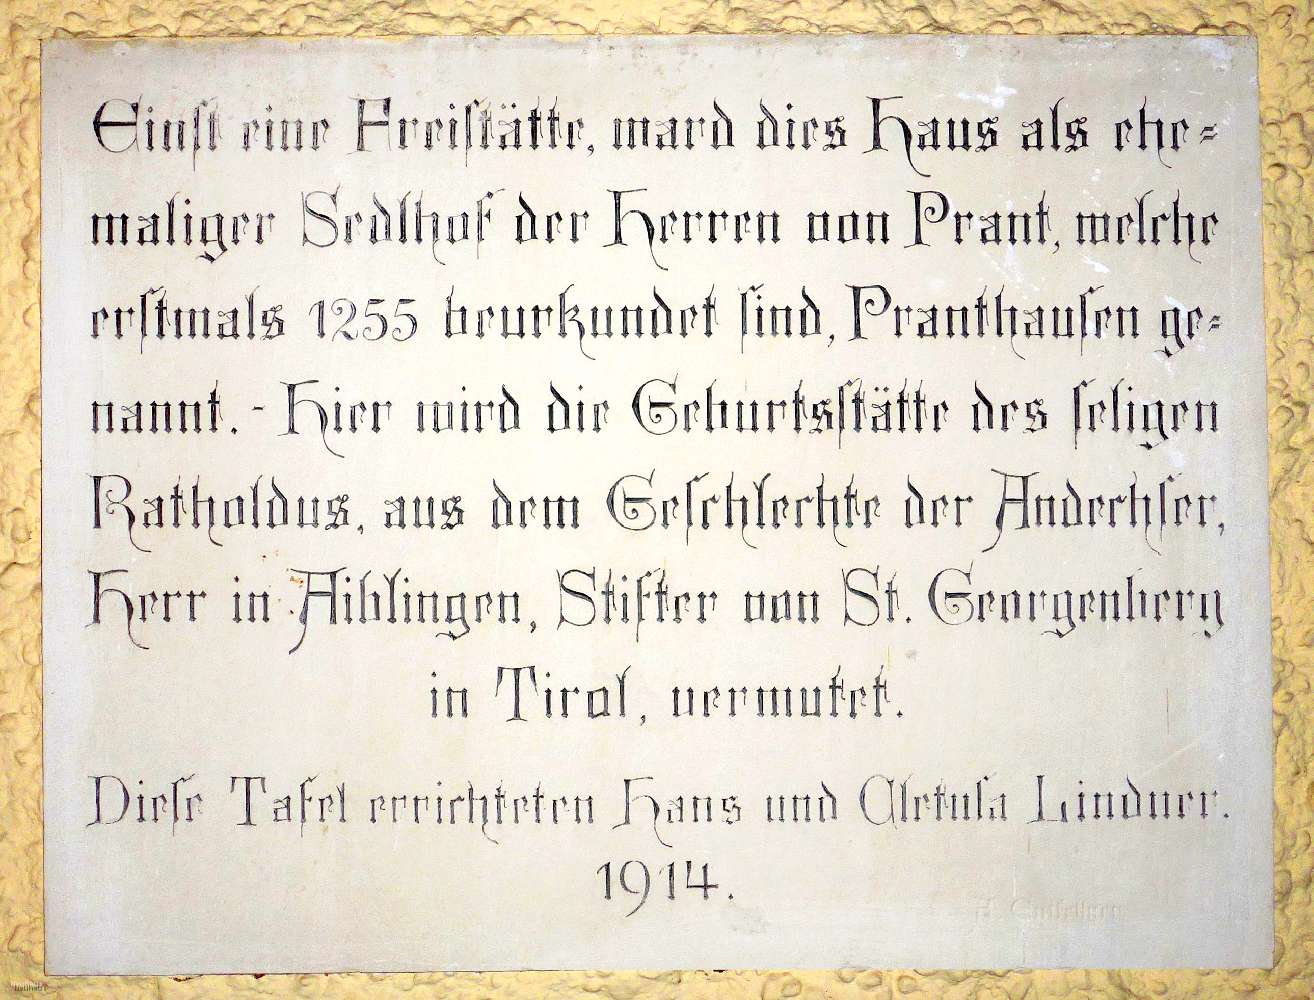 Einst eine Freistätte, ward dies Haus als ehe-
maliger Sedlhof der Herren von Prant, welche
erstmals 1255 beurkundet sind, Pranthausen ge-
nannt. - Hier wird die Geburtsstätte des seligen
Ratholdus, aus dem Geschlechte der Andechser,
Herr in Aiblingen, Stifter von St. Georgenberg
in Tirol, vermutet.
Diese Tafel errichteten Hans und Aletusa Lindner.
1914.